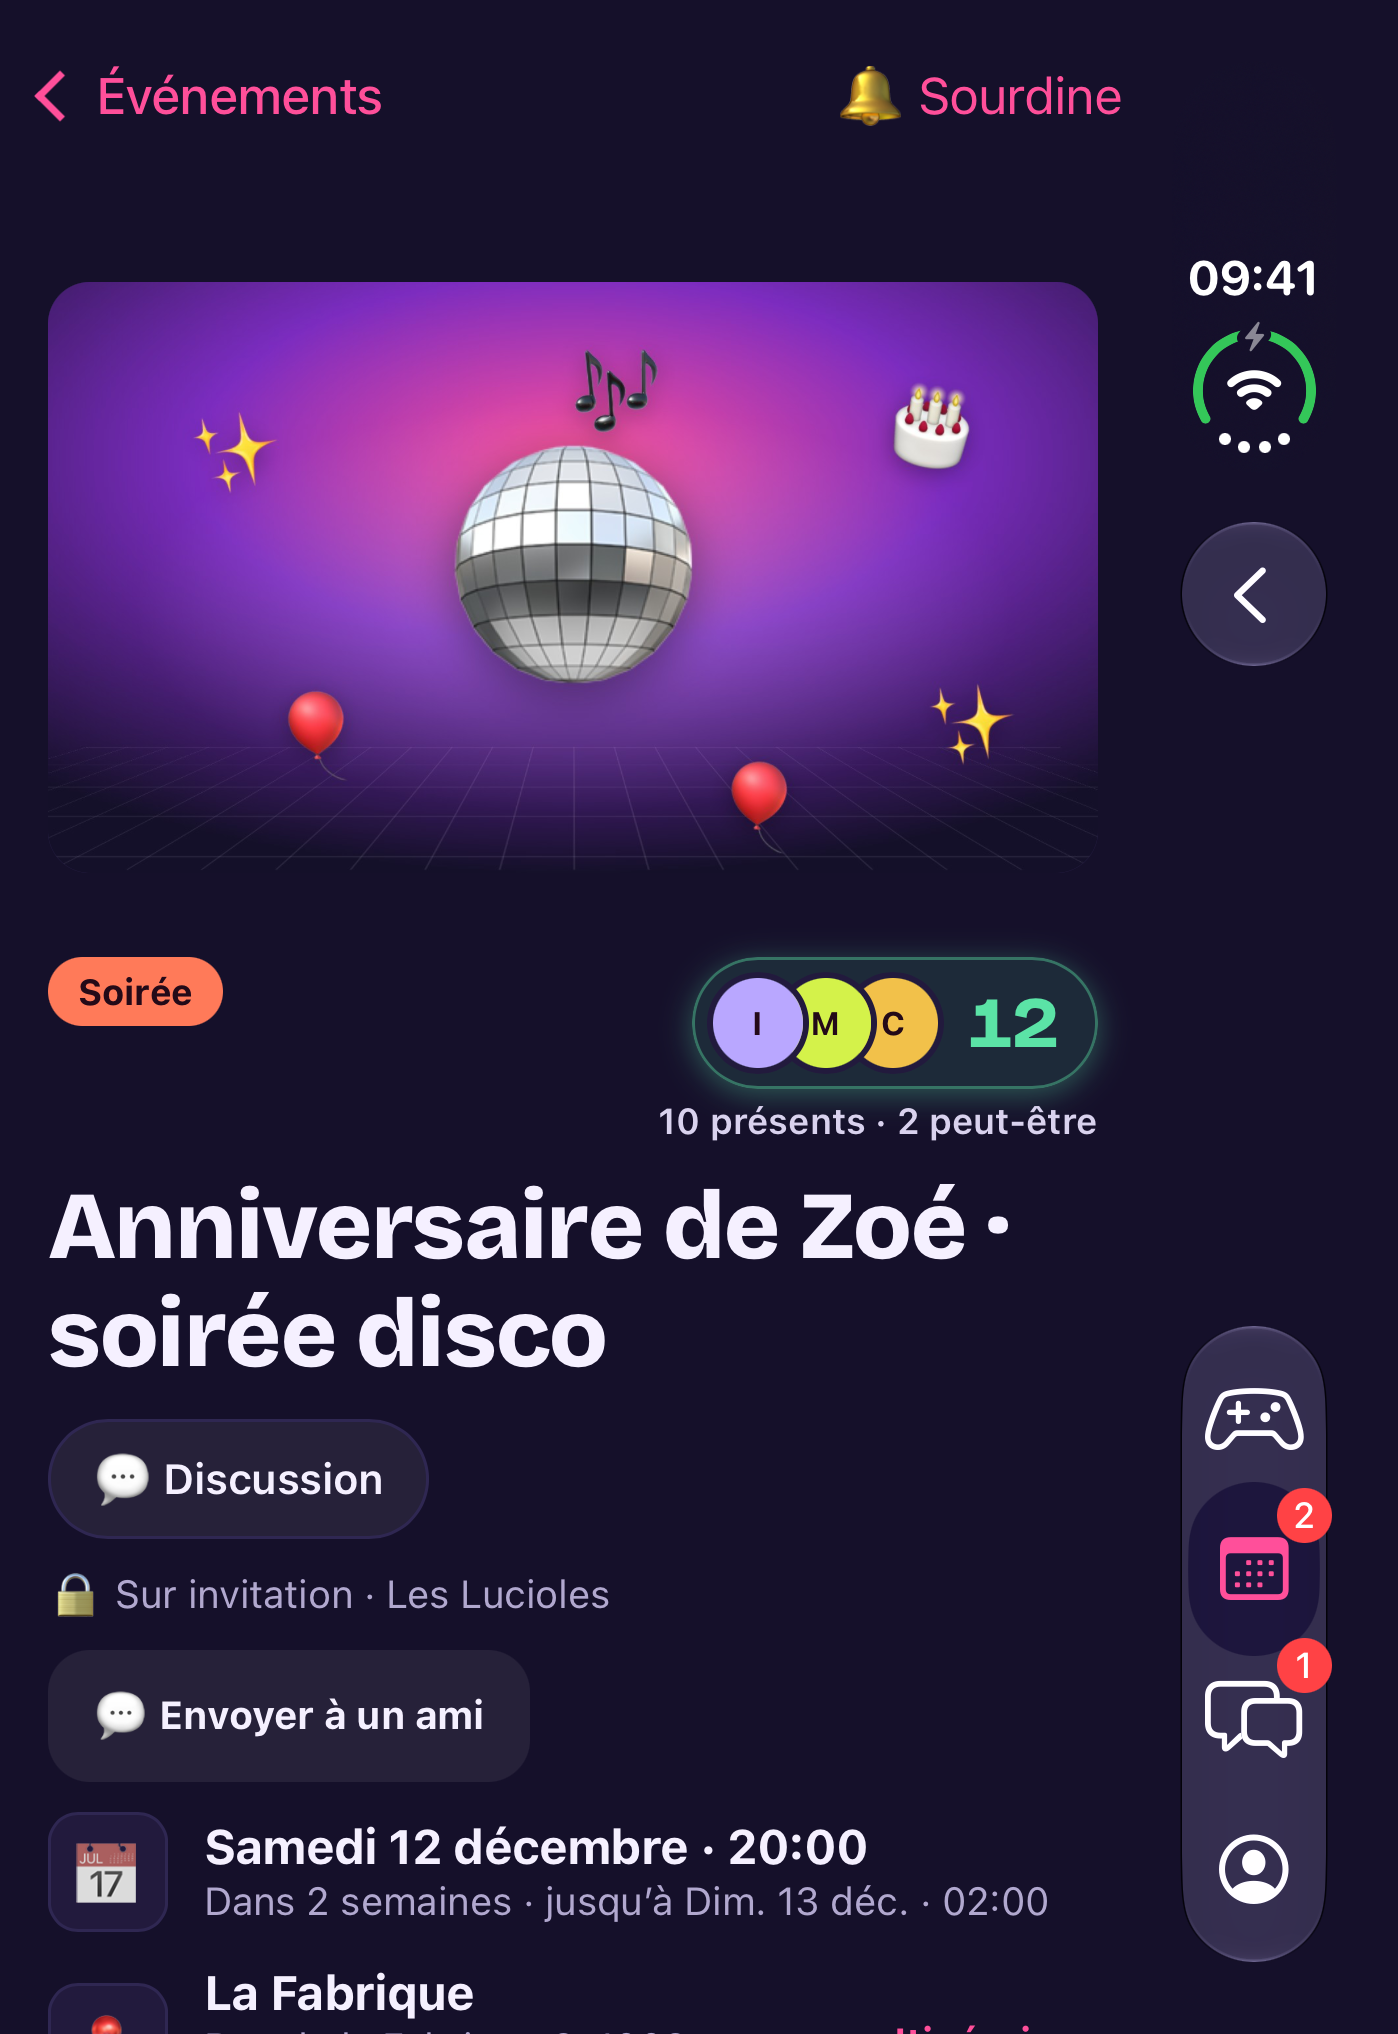 Événements
Sourdine
09:41
Soirée
I M C 12
10 présents · 2 peut-être
Anniversaire de Zoé ·
soirée disco
Discussion
2
Sur invitation · Les Lucioles
1
Envoyer à un ami
JUL
17
Samedi 12 décembre · 20:00
Dans 2 semaines · jusqu’à Dim. 13 déc. · 02:00
La Fabrique